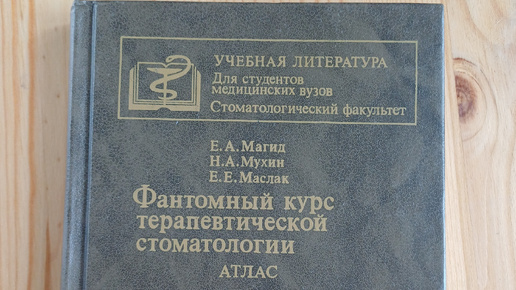 УЧЕБНАЯ ЛИТЕРАТУРА
Для студентов
медицинских вузов
Стоматологический факультет
Е.А.Магид
Н.А.Мухин
Е.Е.Маслак
Фантомный курс
терапевтической
стоматологии
АТЛАС